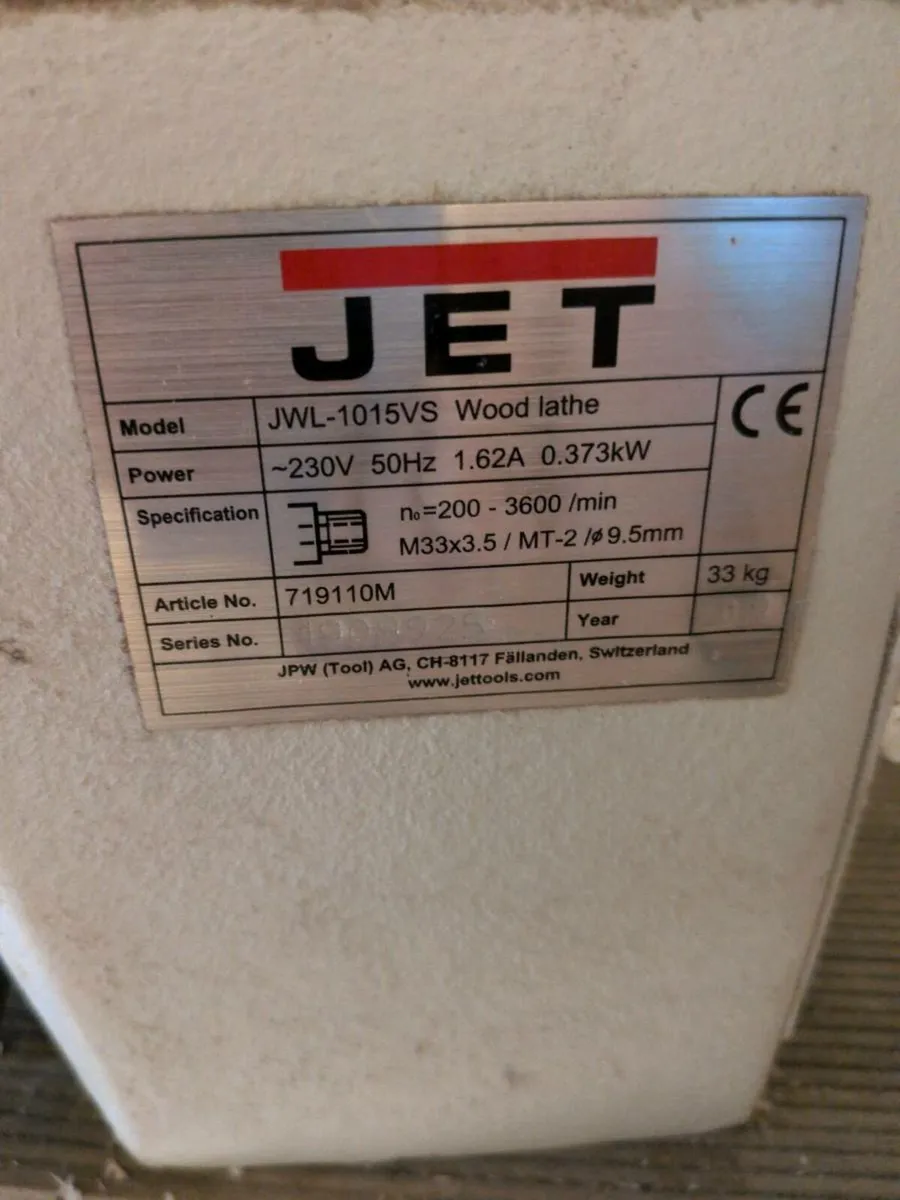 JET
Model JWL-1015VS Wood lathe
CE
Power ~230V 50Hz 1.62A 0.373kW
Specification n₀=200 - 3600 /min
M33x3.5 / MT-2 /ø 9.5mm
Article No. 719110M Weight 33 kg
Series No. Year
JPW (Tool) AG, CH-8117 Fällanden, Switzerland
www.jettools.com